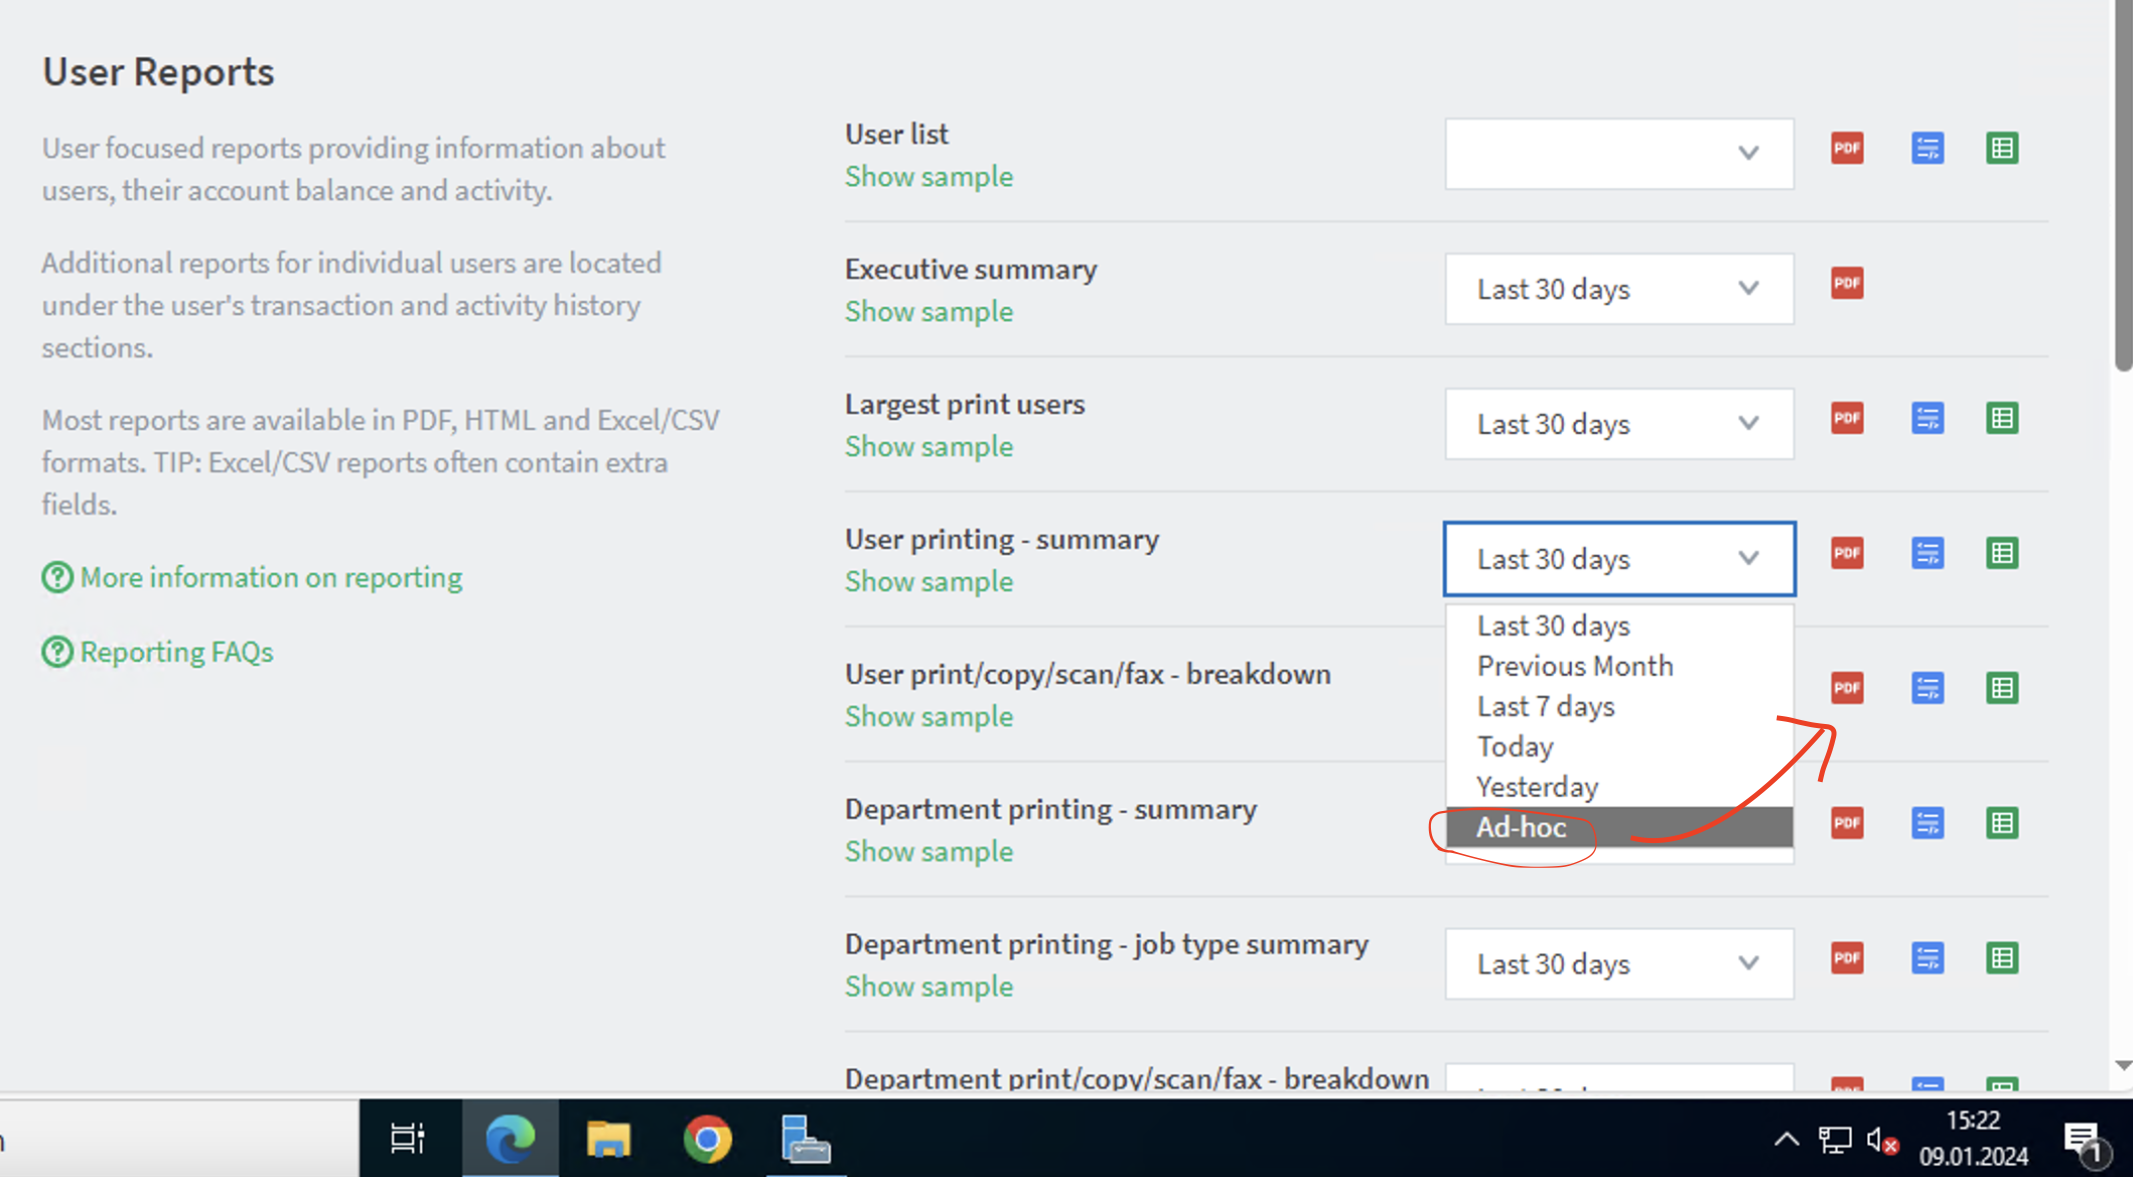 User Reports
User focused reports providing information about
users, their account balance and activity.
Additional reports for individual users are located
under the user's transaction and activity history
sections.
Most reports are available in PDF, HTML and Excel/CSV
formats. TIP: Excel/CSV reports often contain extra
fields.
More information on reporting
Reporting FAQs
User list
Show sample
PDF
Executive summary
Show sample
Last 30 days
PDF
Largest print users
Show sample
Last 30 days
PDF
User printing - summary
Show sample
Last 30 days
PDF
Last 30 days
Previous Month
Last 7 days
Today
Yesterday
Ad-hoc
User print/copy/scan/fax - breakdown
Show sample
PDF
Department printing - summary
Show sample
PDF
Department printing - job type summary
Show sample
Last 30 days
PDF
Department print/copy/scan/fax - breakdown
15:22
09.01.2024
1